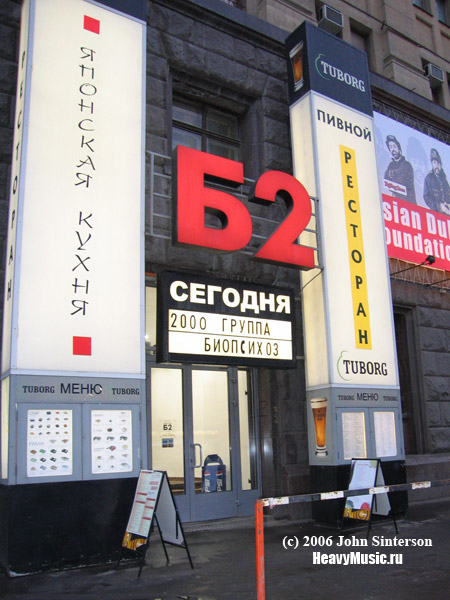 РЕСТОРАН
ЯПОНСКАЯ КУХНЯ
TUBORG МЕНЮ TUBORG
Б2
СЕГОДНЯ
2000 ГРУППА
БИОПСИХОЗ
Б2
TUBORG
ПИВНОЙ
РЕСТОРАН
TUBORG
TUBORG МЕНЮ TUBORG
sian Dub
oundation
(c) 2006 John Sinterson
HeavyMusic.ru